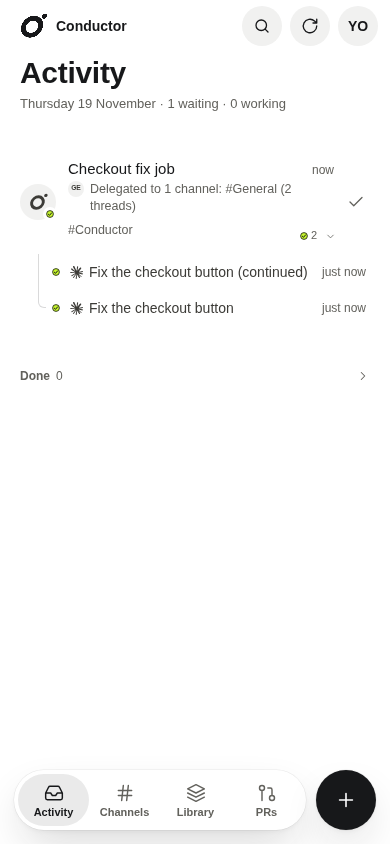 Conductor
YO
Activity
Thursday 19 November · 1 waiting · 0 working
Checkout fix job
now
GE
Delegated to 1 channel: #General (2
threads)
#Conductor
2
Fix the checkout button (continued)
just now
Fix the checkout button
just now
Done 0
Activity
Channels
Library
PRs